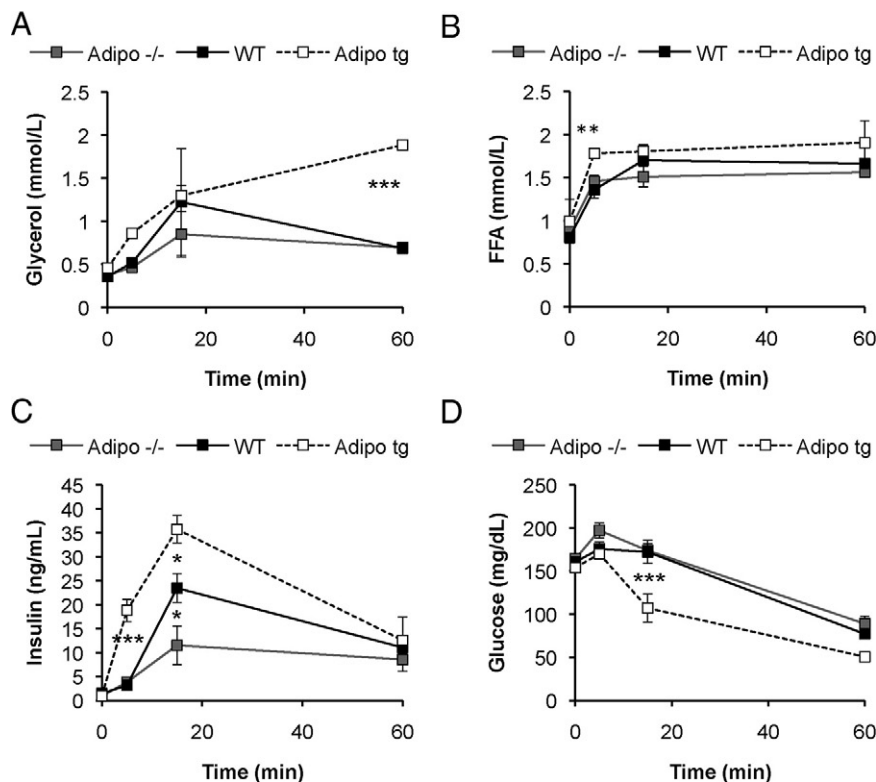 A
Adipo -/- WT Adipo tg
Glycerol (mmol/L)
2.5
2
1.5
1
0.5
0
***
0 20 40 60
Time (min)
B
Adipo -/- WT Adipo tg
FFA (mmol/L)
2.5
2
1.5
1
0.5
0
**
0 20 40 60
Time (min)
C
Adipo -/- WT Adipo tg
Insulin (ng/mL)
45
40
35
30
25
20
15
10
5
0
*
*
***
0 20 40 60
Time (min)
D
Adipo -/- WT Adipo tg
Glucose (mg/dL)
250
200
150
100
50
0
***
0 20 40 60
Time (min)